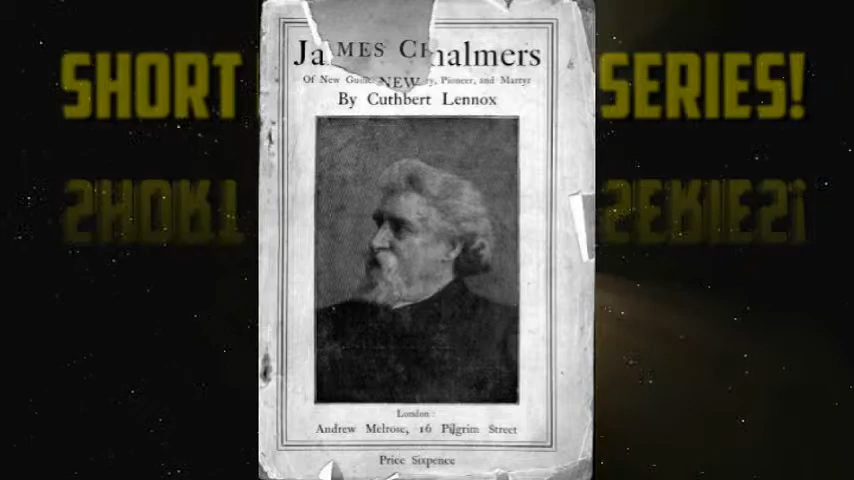 SHORT SERIES!
JaMES CHalmers
Of New Guinea NEW ry, Pioneer, and Martyr
By Cuthbert Lennox
London:
Andrew Melrose, 16 Pilgrim Street
Price Sixpence